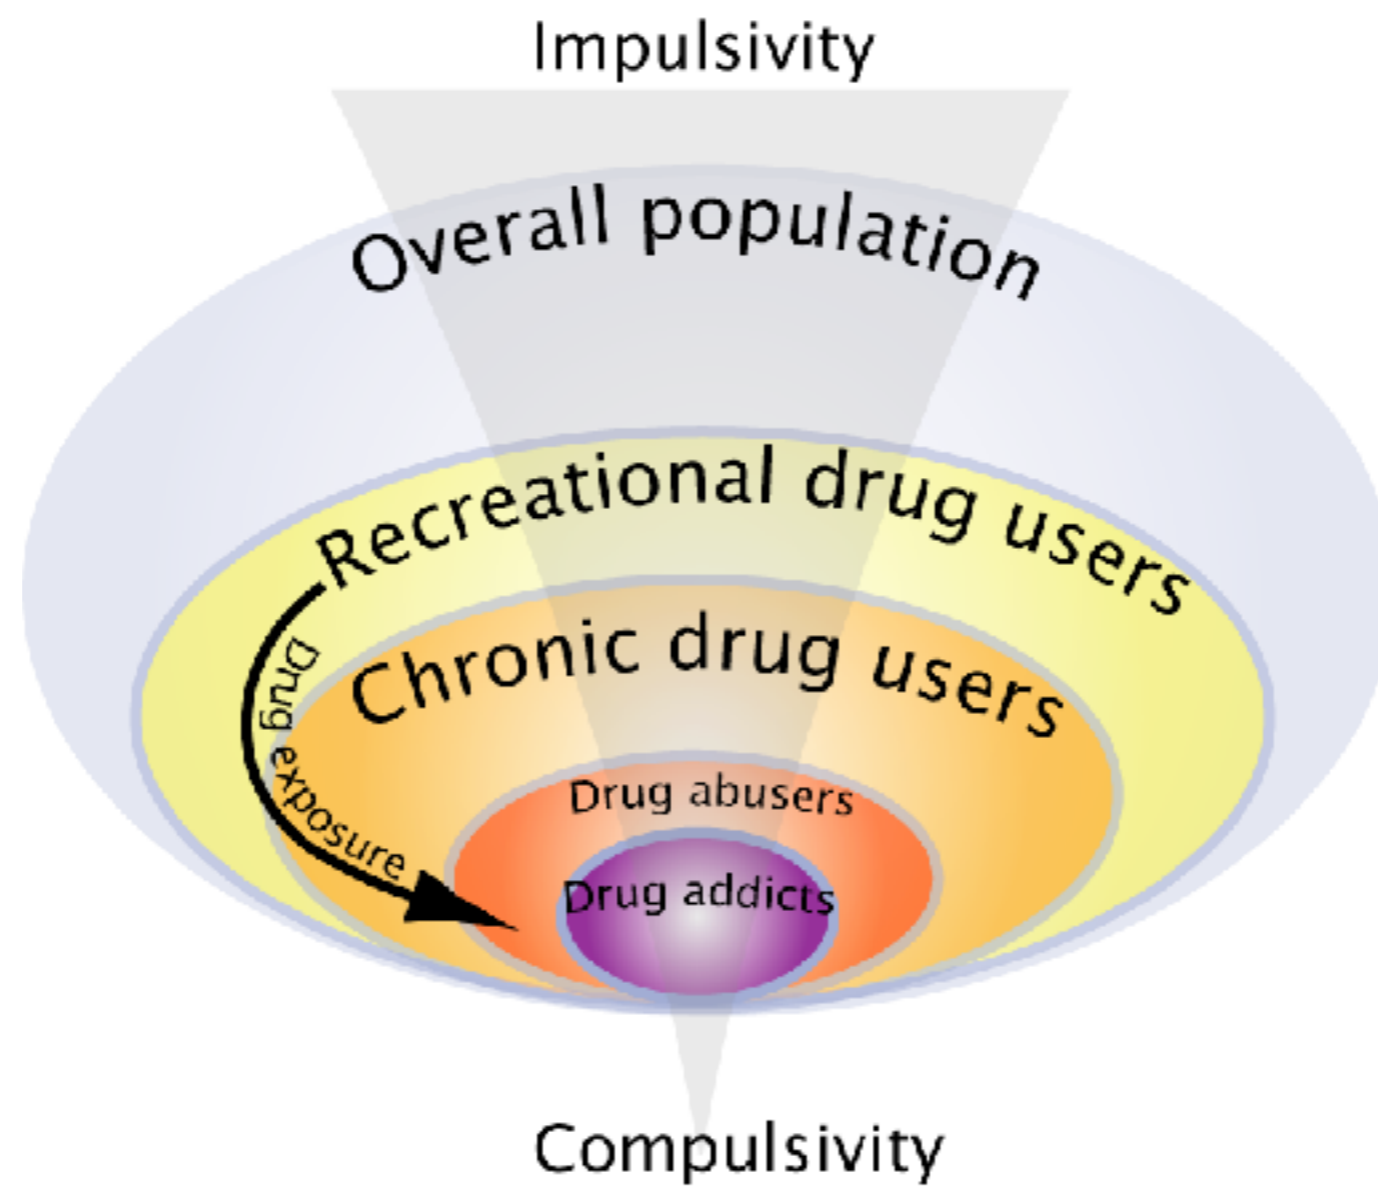 Impulsivity
Overall population
Recreational drug users
Chronic drug users
Drug exposure
Drug abusers
Drug addicts
Compulsivity